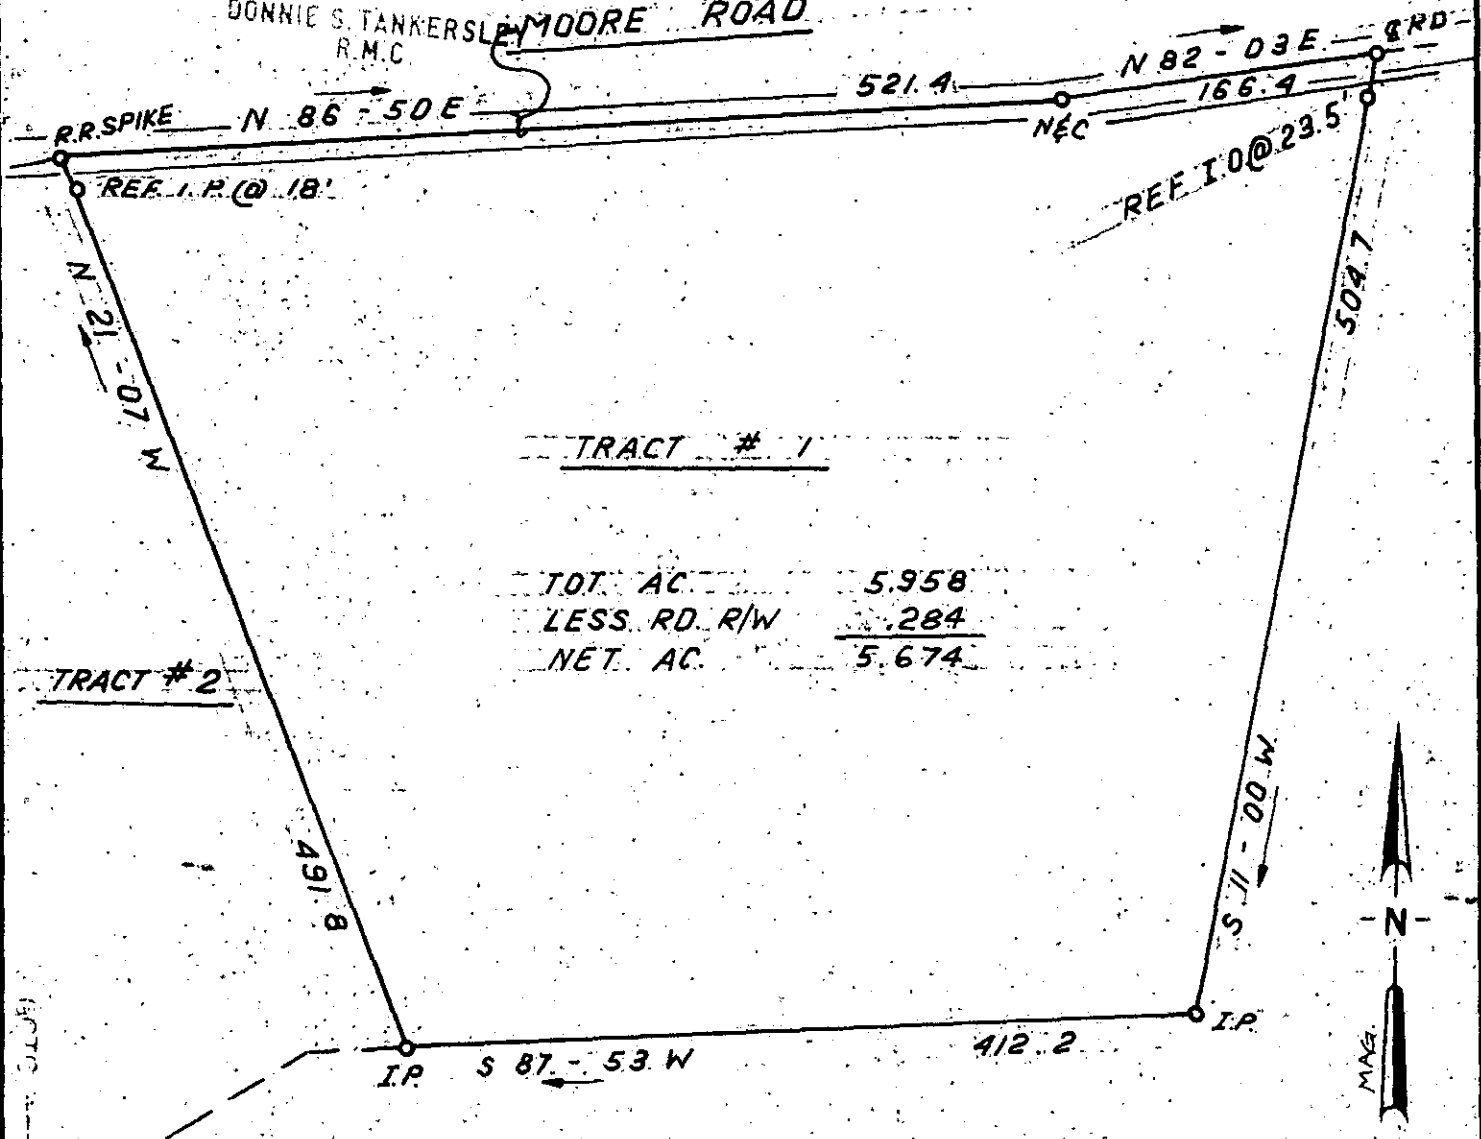 DONNIE S. TANKERSLEY
R.M.C.
MOORE ROAD
R.R. SPIKE
N 86 - 50 E
521.4
N 82 - 03 E
166.4
₵ RD
N&C
REF. I.P. @ 18'
REF. I.O @ 23.5'
N 21 - 07 W
504.7
TRACT # 1
TOT. AC. 5.958
LESS RD. R/W .284
NET. AC. 5.674
TRACT # 2
491.8
S 11 - 00 W
N
MAG.
I.P.
412.2
S 87 - 53 W
I.P.